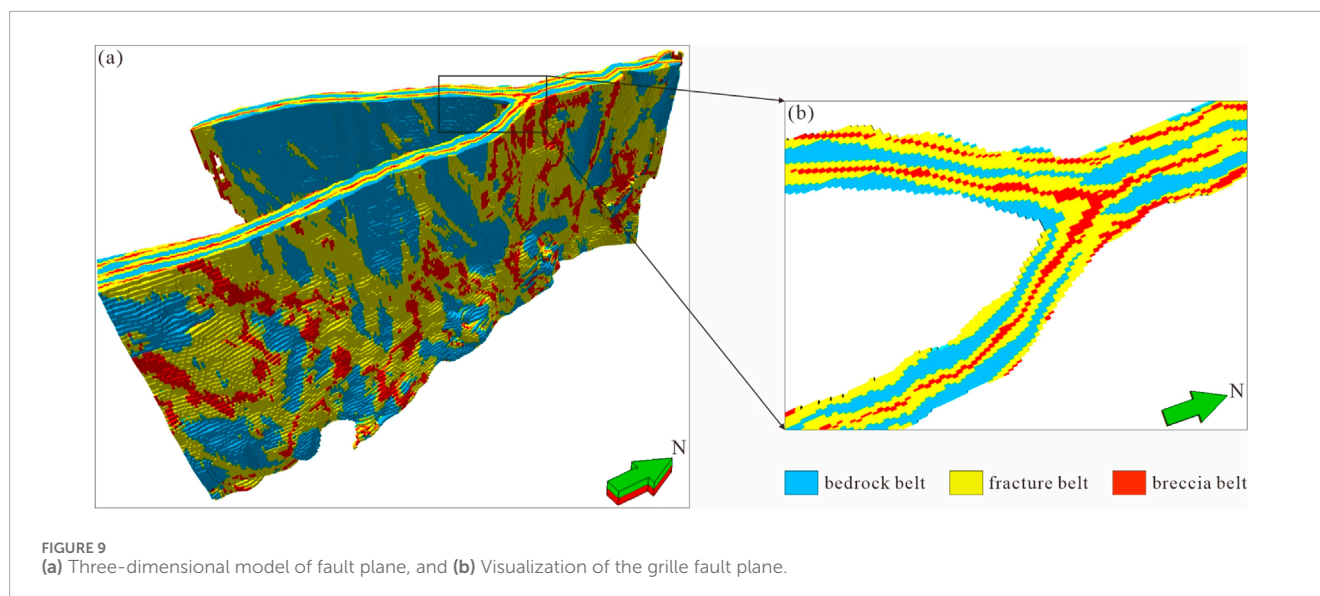 (a)
(b)
N
N
bedrock belt
fracture belt
breccia belt
FIGURE 9
(a) Three-dimensional model of fault plane, and (b) Visualization of the grille fault plane.